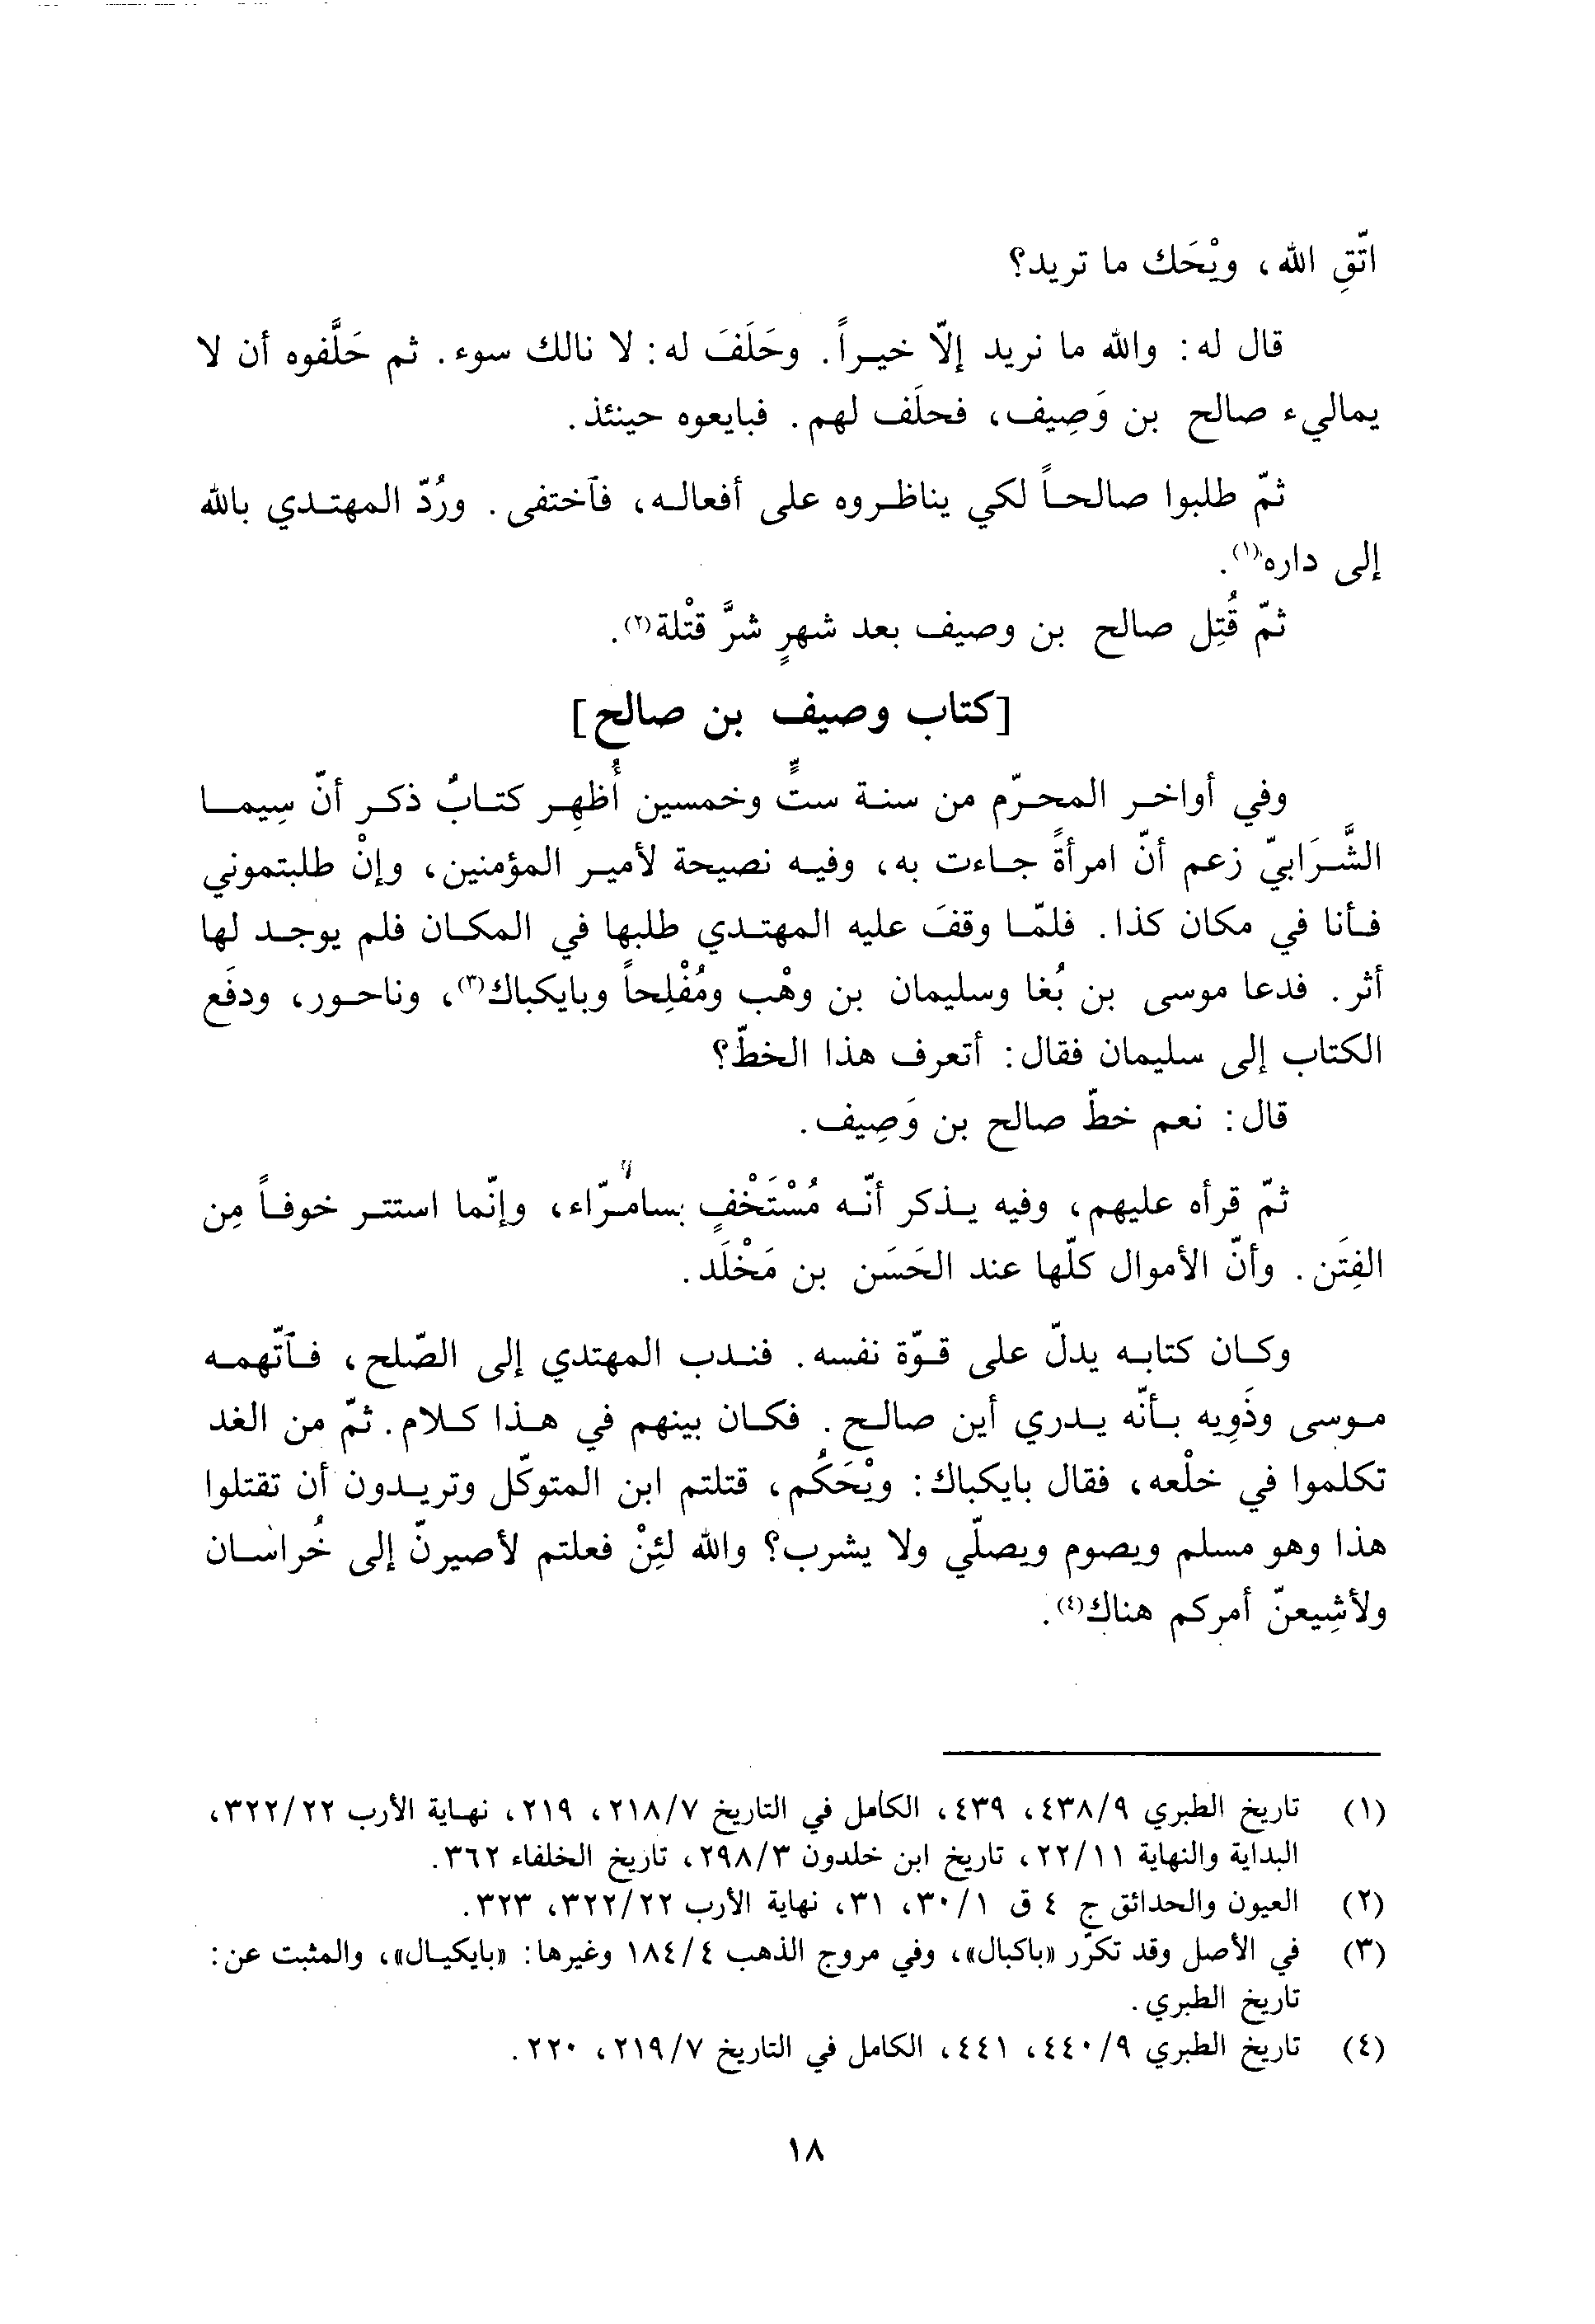 اتّقِ الله، ويْحَك ما تريد؟
قال له: والله ما نريد إلّا خيراً. وحَلَفَ له: لا نالك سوء. ثم حَلَّفوه أن لا
يماليء صالح بن وَصِيف، فحلَف لهم. فبايعوه حينئذ.
ثمّ طلبوا صالحاً لكي يناظروه على أفعاله، فٱختفى. ورُدّ المهتدي بالله
إلى داره(١).
ثمّ قُتِل صالح بن وصيف بعد شهرٍ شرَّ قتْلة(٢).
[كتاب وصيف بن صالح]
وفي أواخر المحرّم من سنة ستٍّ وخمسين أُظهِر كتابٌ ذكر أنّ سِيما
الشَّرَابيّ زعم أنّ امرأةً جاءت به، وفيه نصيحة لأمير المؤمنين، وإنْ طلبتموني
فأنا في مكان كذا. فلمّا وقفَ عليه المهتدي طلبها في المكان فلم يوجد لها
أثر. فدعا موسى بن بُغا وسليمان بن وهْب ومُفْلِحاً وبايكباك(٣)، وناحور، ودفَع
الكتاب إلى سليمان فقال: أتعرف هذا الخطّ؟
قال: نعم خطّ صالح بن وَصِيف.
ثمّ قرأه عليهم، وفيه يذكر أنّه مُسْتَخْفٍ بسامُرّاء، وإنّما استتر خوفاً مِن
الفِتَن. وأنّ الأموال كلّها عند الحَسَن بن مَخْلَد.
وكان كتابه يدلّ على قوّة نفسه. فندب المهتدي إلى الصّلح، فٱتّهمه
موسى وذَوِيه بأنّه يدري أين صالح. فكان بينهم في هذا كلام. ثمّ من الغد
تكلموا في خلْعه، فقال بايكباك: ويْحَكُم، قتلتم ابن المتوكّل وتريدون أن تقتلوا
هذا وهو مسلم ويصوم ويصلّي ولا يشرب؟ والله لئِنْ فعلتم لأصيرنّ إلى خُراسان
ولأشِيعنّ أمركم هناك(٤).
(١) تاريخ الطبري ٤٣٨/٩، ٤٣٩، الكامل في التاريخ ٢١٨/٧، ٢١٩، نهاية الأرب ٣٢٢/٢٢،
البداية والنهاية ٢٢/١١، تاريخ ابن خلدون ٢٩٨/٣، تاريخ الخلفاء ٣٦٢.
(٢) العيون والحدائق ج ٤ ق ٣٠/١، ٣١، نهاية الأرب ٣٢٢/٢٢، ٣٢٣.
(٣) في الأصل وقد تكرّر «باكبال»، وفي مروج الذهب ١٨٤/٤ وغيرها: «بايكيال»، والمثبت عن:
تاريخ الطبري.
(٤) تاريخ الطبري ٤٤٠/٩، ٤٤١، الكامل في التاريخ ٢١٩/٧، ٢٢٠.
١٨